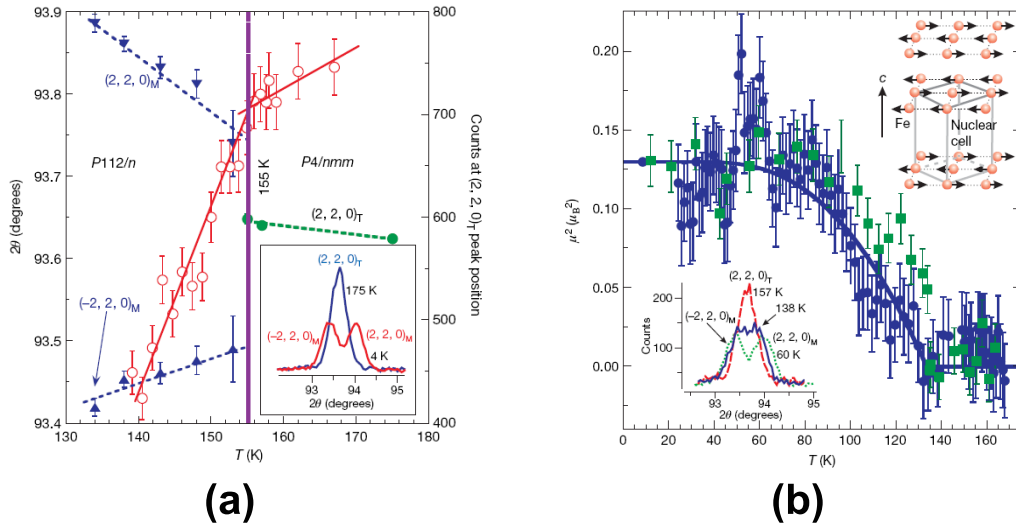 93.9
93.8
93.7
93.6
93.5
93.4
2θ (degrees)
130
140
150
160
170
180
T (K)
800
700
600
500
400
Counts at (2, 2, 0)T peak position
(2, 2, 0)M
P112/n
P4/nmm
155 K
(2, 2, 0)T
(-2, 2, 0)M
(2, 2, 0)T
175 K
(-2, 2, 0)M
(2, 2, 0)M
4 K
93
94
95
2θ (degrees)
(a)
0.20
0.15
0.10
0.05
0.00
μ² (μB²)
0
20
40
60
80
100
120
140
160
T (K)
c
Fe
Nuclear
cell
(2, 2, 0)T
157 K
(–2, 2, 0)M
138 K
(2, 2, 0)M
60 K
200
100
Counts
93
94
95
2θ (degrees)
(b)